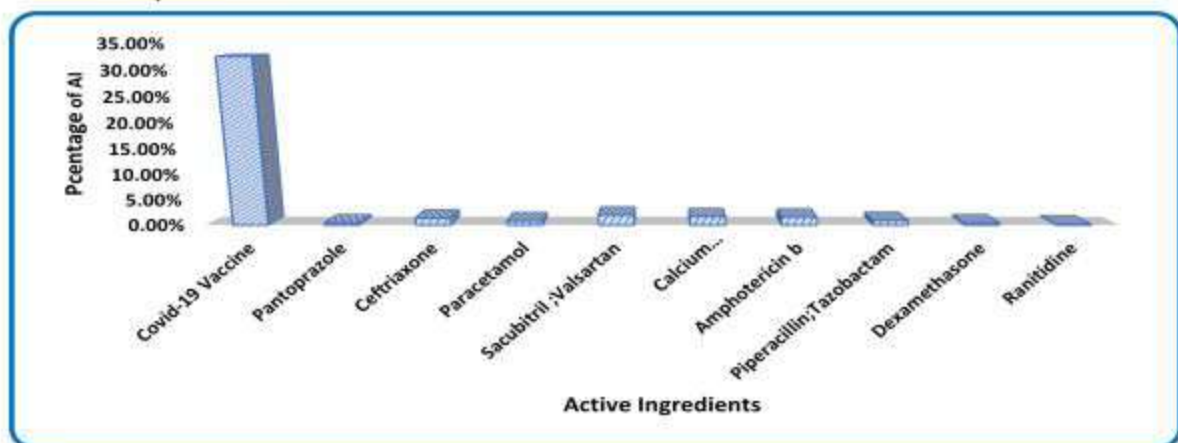 35.00%
30.00%
25.00%
20.00%
15.00%
10.00%
5.00%
0.00%
Pcentage of AI
Covid-19 Vaccine
Pantoprazole
Ceftriaxone
Paracetamol
Sacubitril ;Valsartan
Calcium...
Amphotericin b
Piperacillin;Tazobactam
Dexamethasone
Ranitidine
Active Ingredients